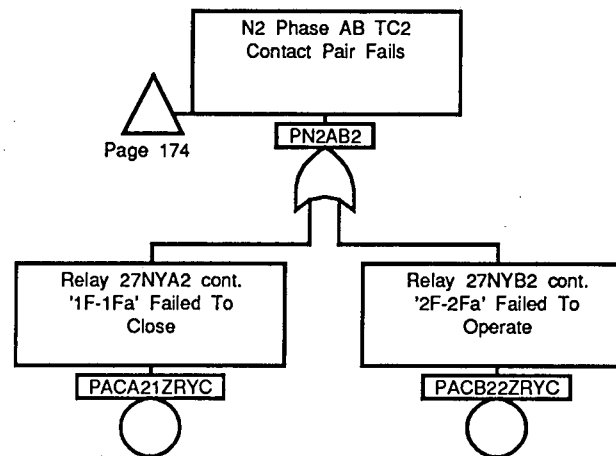 N2 Phase AB TC2
Contact Pair Fails
Page 174
PN2AB2
Relay 27NYA2 cont.
'1F-1Fa' Failed To
Close
Relay 27NYB2 cont.
'2F-2Fa' Failed To
Operate
PACA21ZRYC
PACB22ZRYC